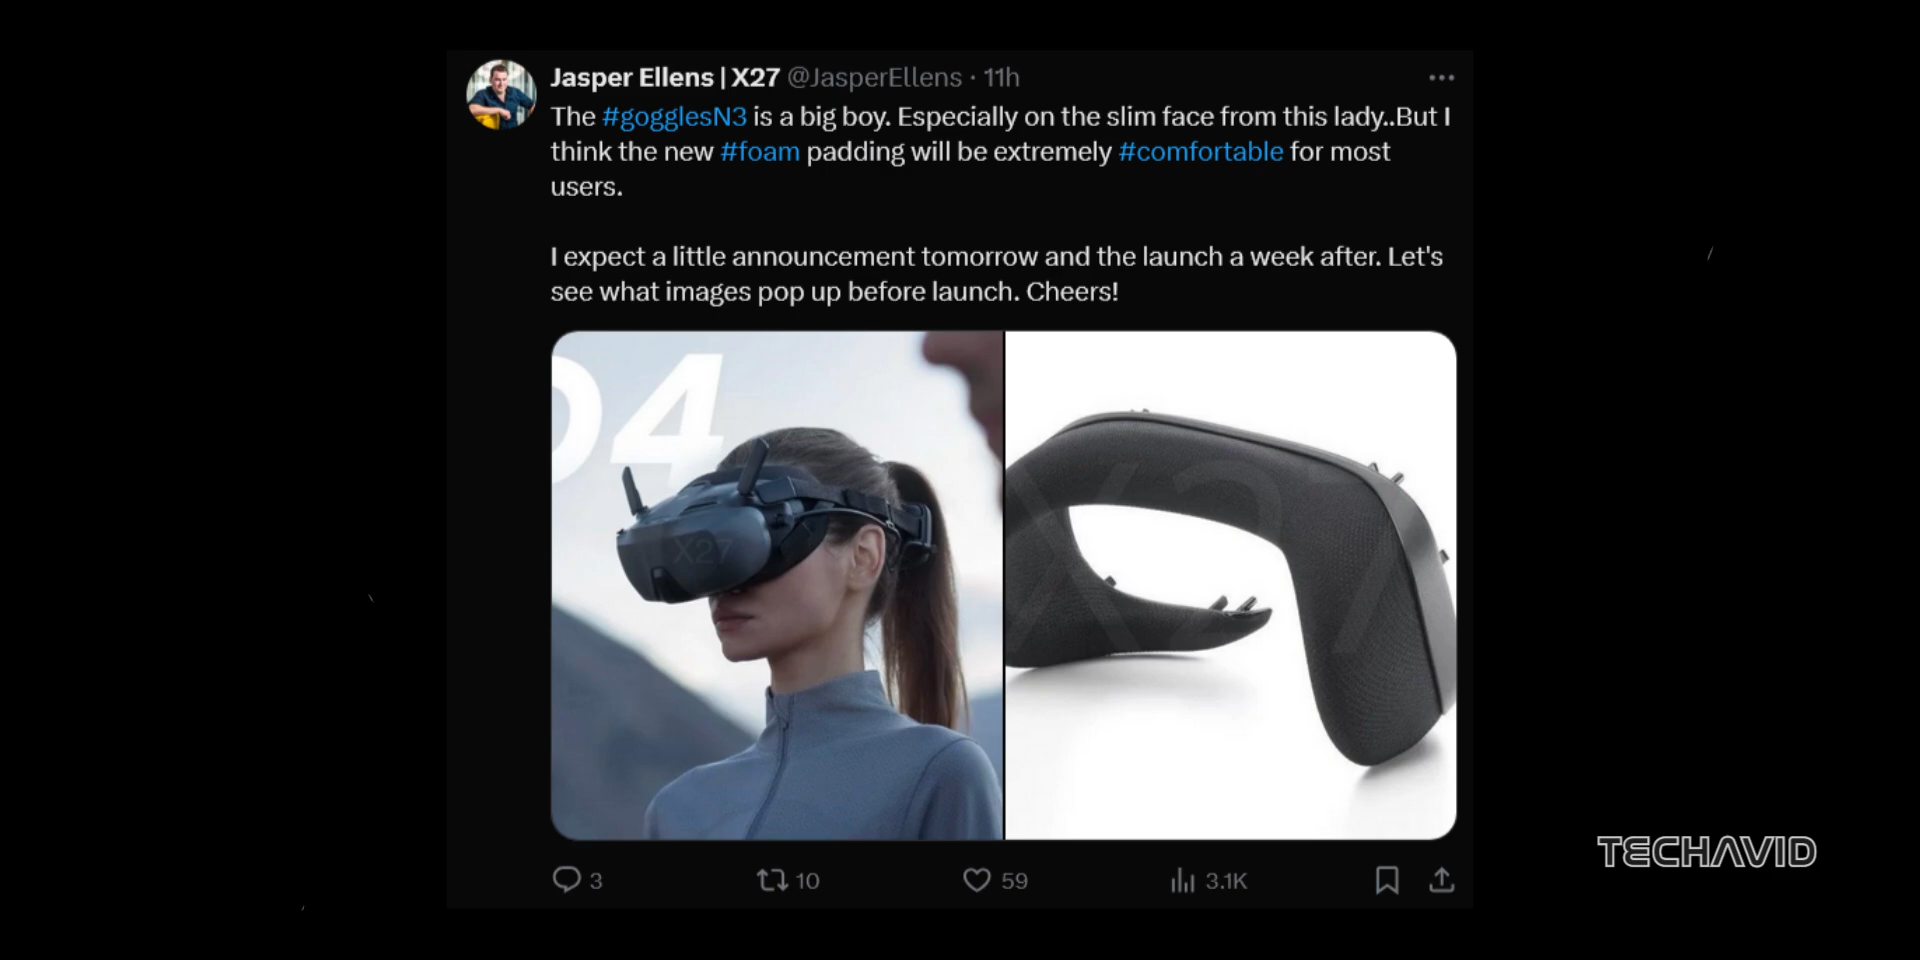 Jasper Ellens | X27 @JasperEllens · 11h
The #gogglesN3 is a big boy. Especially on the slim face from this lady..But I
think the new #foam padding will be extremely #comfortable for most
users.
I expect a little announcement tomorrow and the launch a week after. Let's
see what images pop up before launch. Cheers!
04
X27
X27
3 10 59 3.1K
TECHAVID